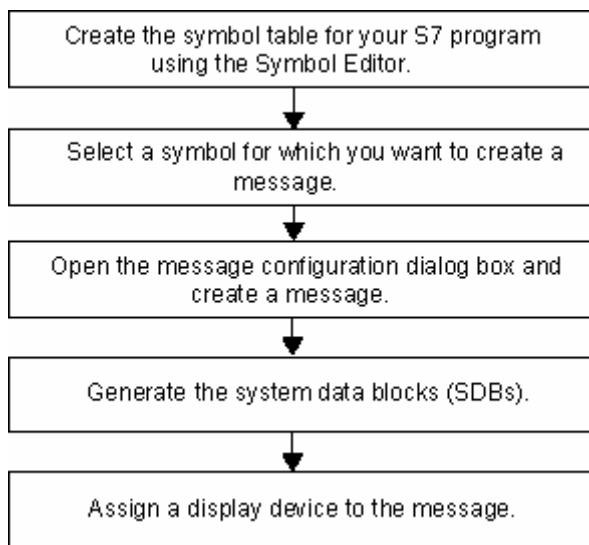 Create the symbol table for your S7 program
using the Symbol Editor.
Select a symbol for which you want to create a
message.
Open the message configuration dialog box and
create a message.
Generate the system data blocks (SDBs).
Assign a display device to the message.